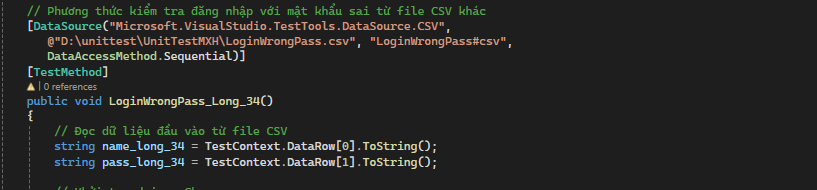 // Phương thức kiểm tra đăng nhập với mật khẩu sai từ file CSV khác
[DataSource("Microsoft.VisualStudio.TestTools.DataSource.CSV",
@"D:\unittest\UnitTestMXH\LoginWrongPass.csv", "LoginWrongPass#csv",
DataAccessMethod.Sequential)]
[TestMethod]
| 0 references
public void LoginWrongPass_Long_34()
{
// Đọc dữ liệu đầu vào từ file CSV
string name_long_34 = TestContext.DataRow[0].ToString();
string pass_long_34 = TestContext.DataRow[1].ToString();